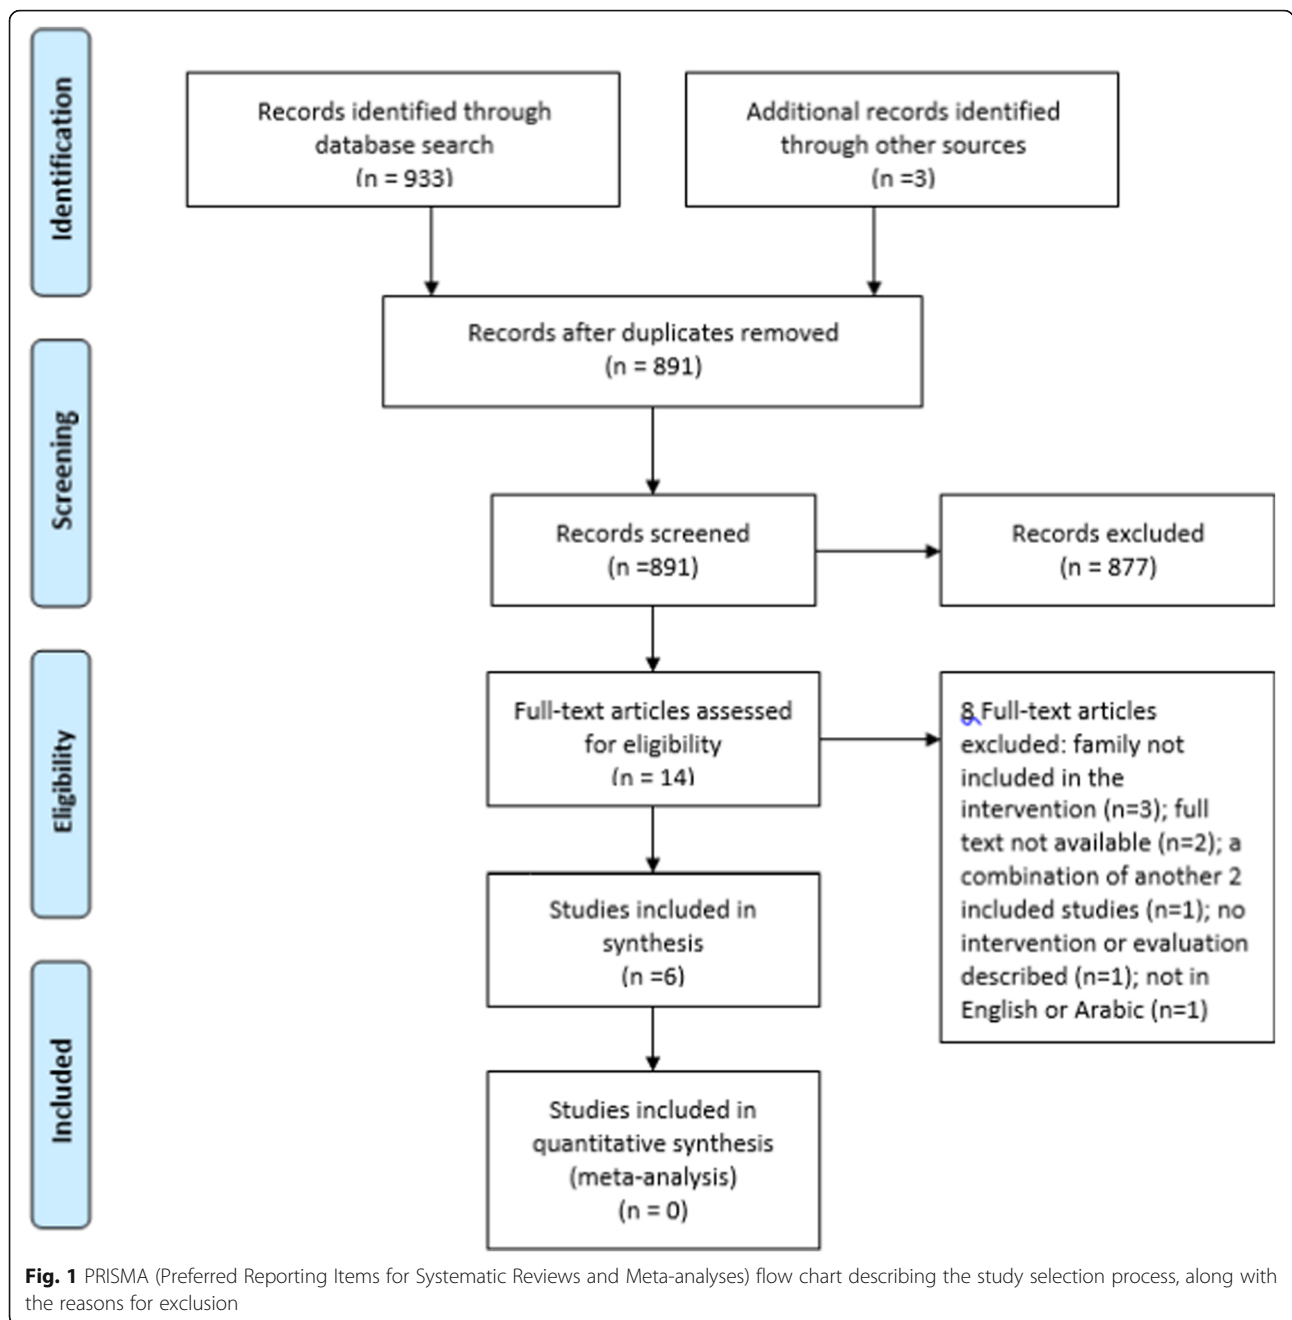 Identification
Records identified through
database search
(n = 933)
Additional records identified
through other sources
(n =3)
Records after duplicates removed
(n = 891)
Screening
Records screened
(n =891)
Records excluded
(n = 877)
Eligibility
Full-text articles assessed
for eligibility
(n = 14)
8 Full-text articles
excluded: family not
included in the
intervention (n=3); full
text not available (n=2); a
combination of another 2
included studies (n=1); no
intervention or evaluation
described (n=1); not in
English or Arabic (n=1)
Studies included in
synthesis
(n =6)
Included
Studies included in
quantitative synthesis
(meta-analysis)
(n = 0)
Fig. 1 PRISMA (Preferred Reporting Items for Systematic Reviews and Meta-analyses) flow chart describing the study selection process, along with
the reasons for exclusion